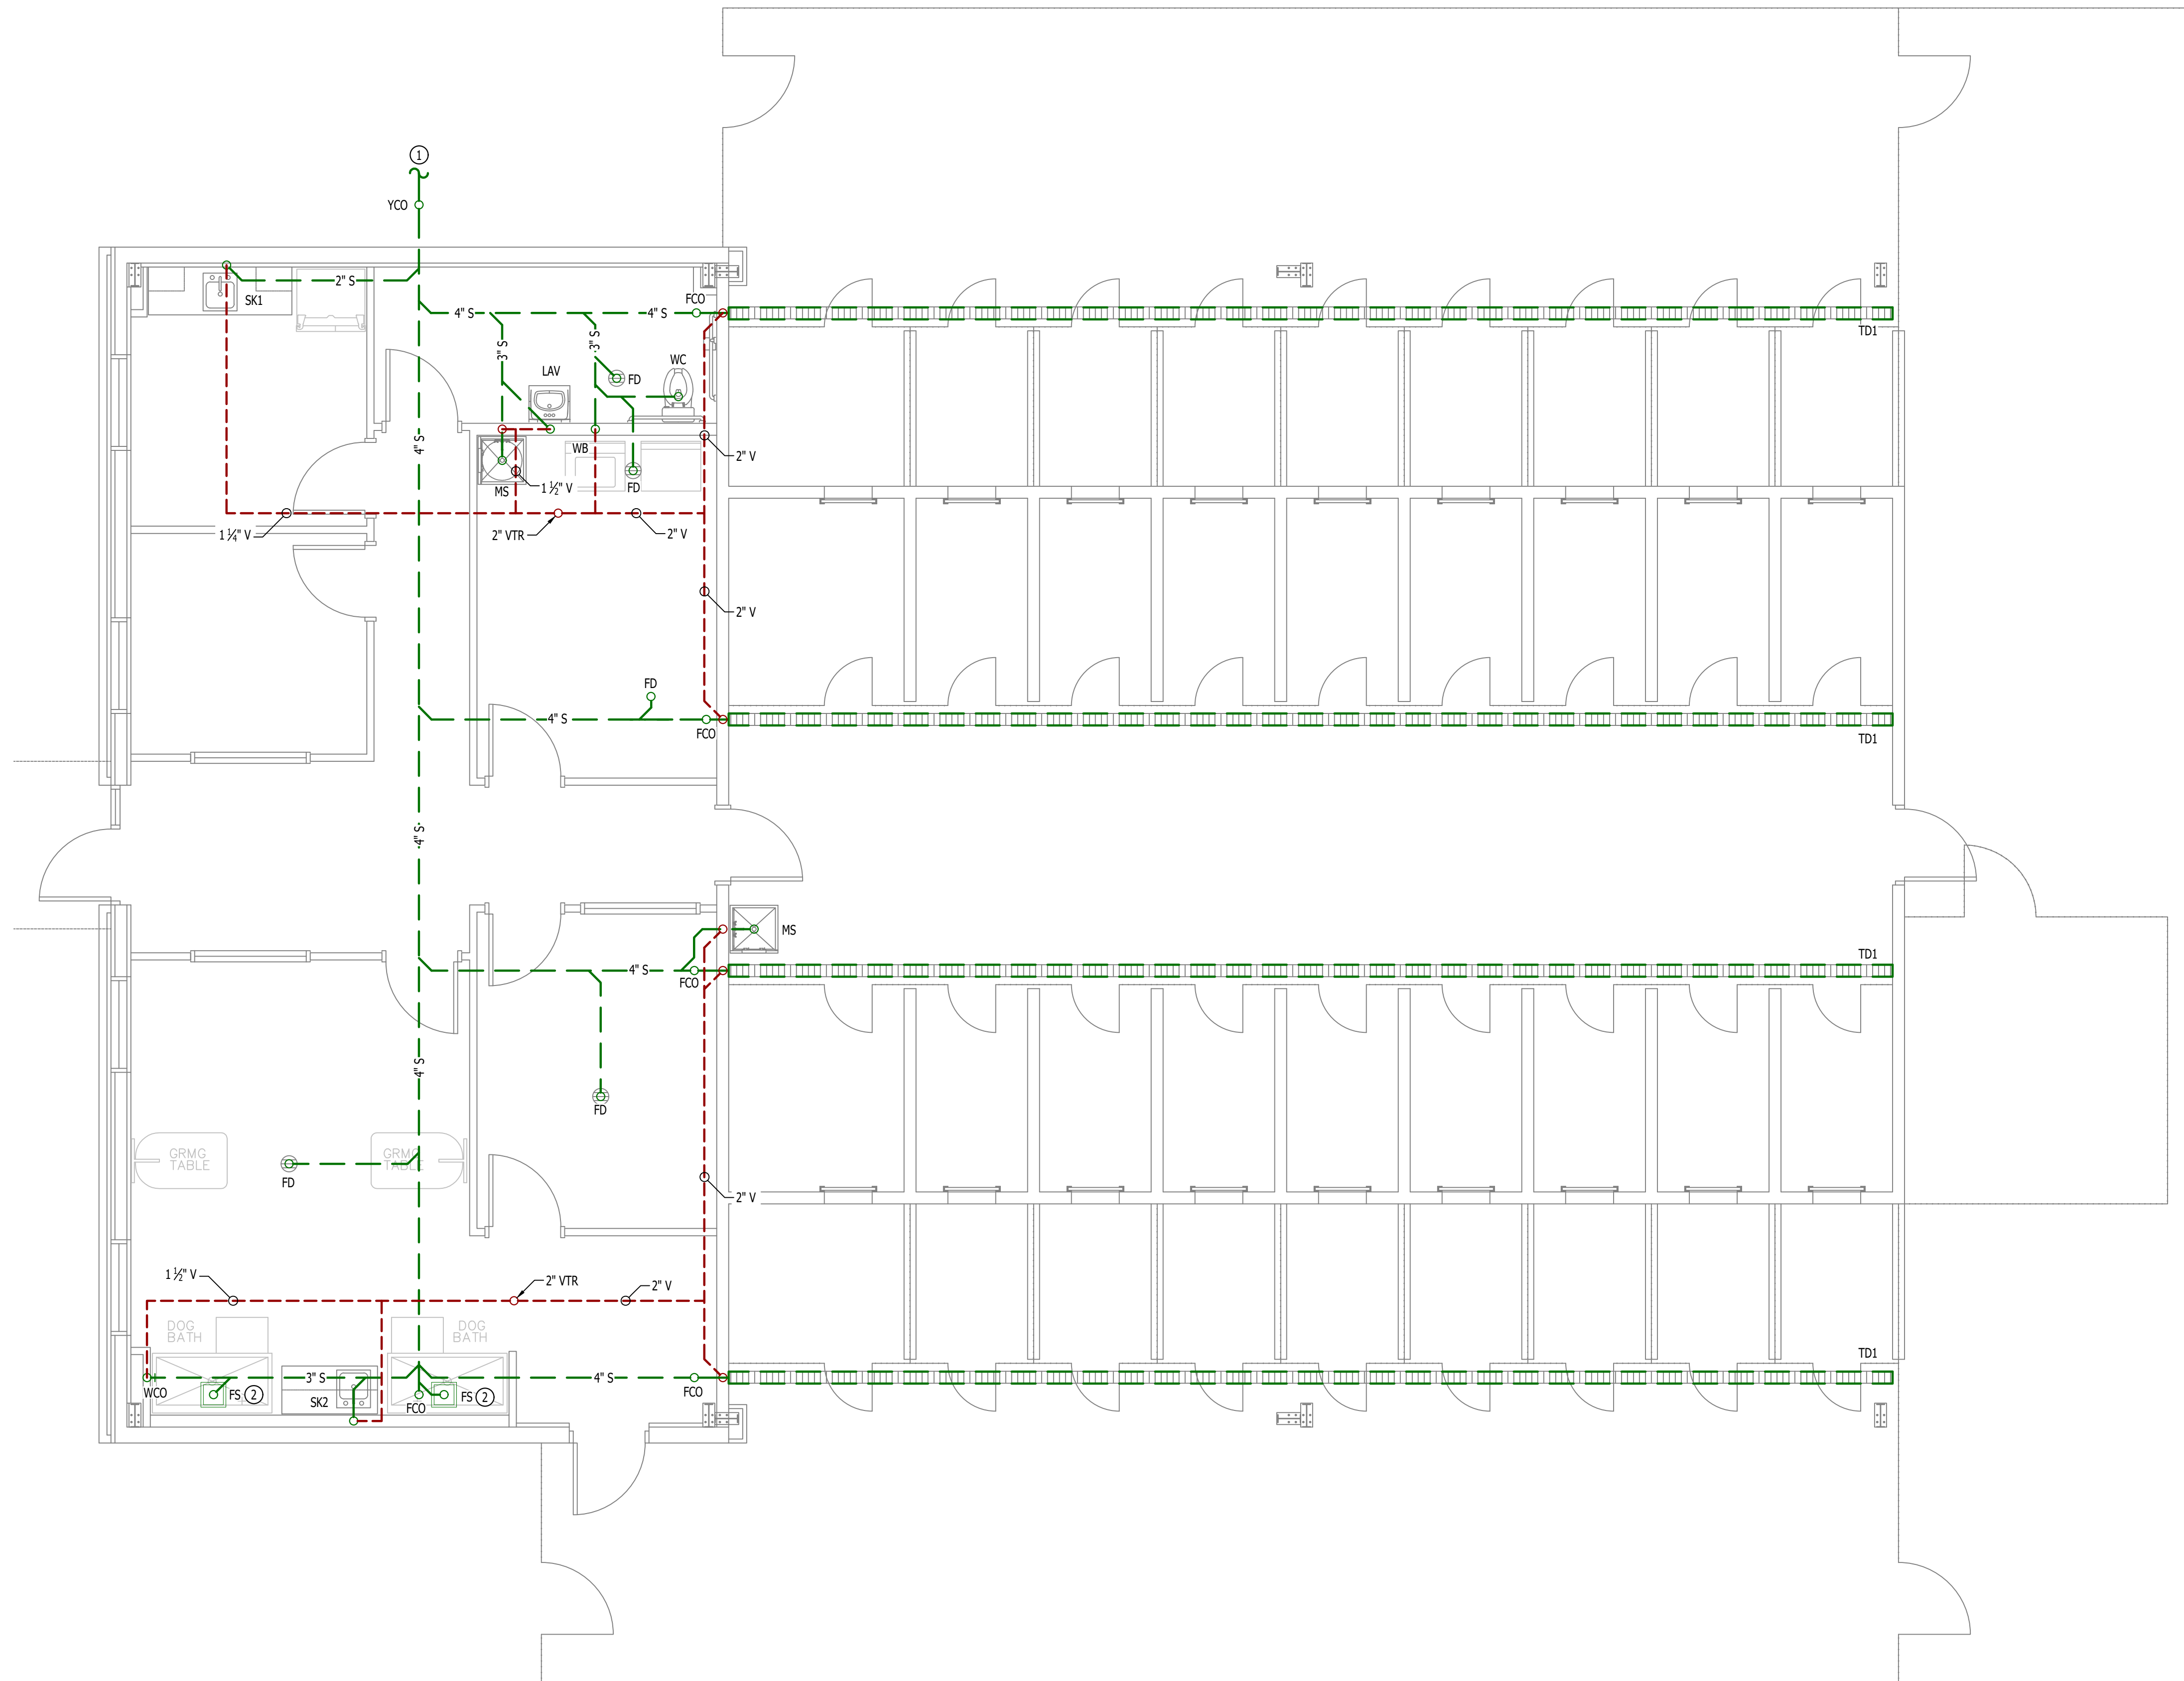 1
YCO
2" S
SK1
4" S
4" S
FCO
TD1
3" S
3" S
LAV
WC
FD
4" S
WB
2" V
MS
1 ½" V
FD
1 ¼" V
2" VTR
2" V
2" V
FD
4" S
FCO
TD1
4" S
MS
4" S
FCO
TD1
4" S
FD
GRMG
TABLE
GRMG
TABLE
FD
2" V
1 ½" V
2" VTR
2" V
DOG
BATH
DOG
BATH
TD1
3" S
4" S
WCO
FS 2
SK2
FCO
FS 2
FCO